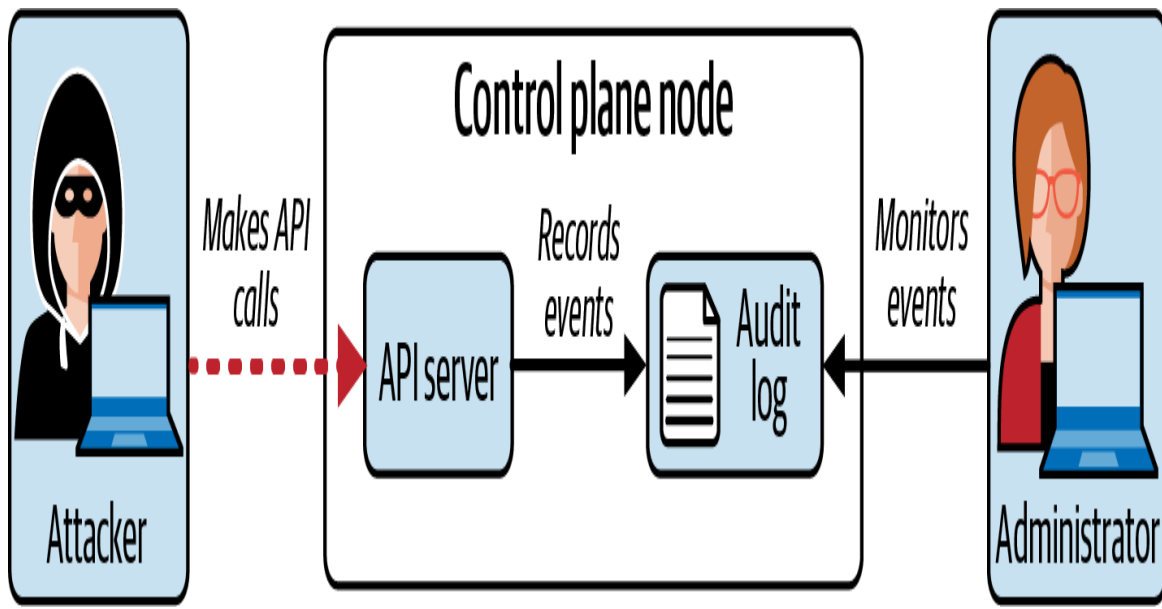 Control plane node
Makes API
calls
Records
events
Monitors
events
API server
Audit
log
Attacker
Administrator